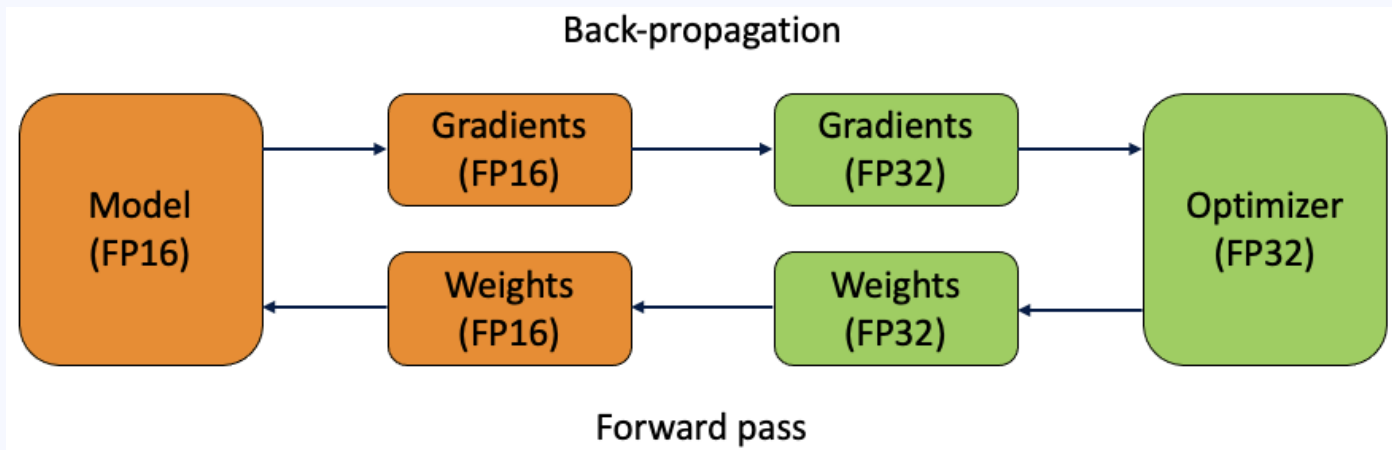 Back-propagation
Model
(FP16)
Gradients
(FP16)
Gradients
(FP32)
Optimizer
(FP32)
Weights
(FP16)
Weights
(FP32)
Forward pass